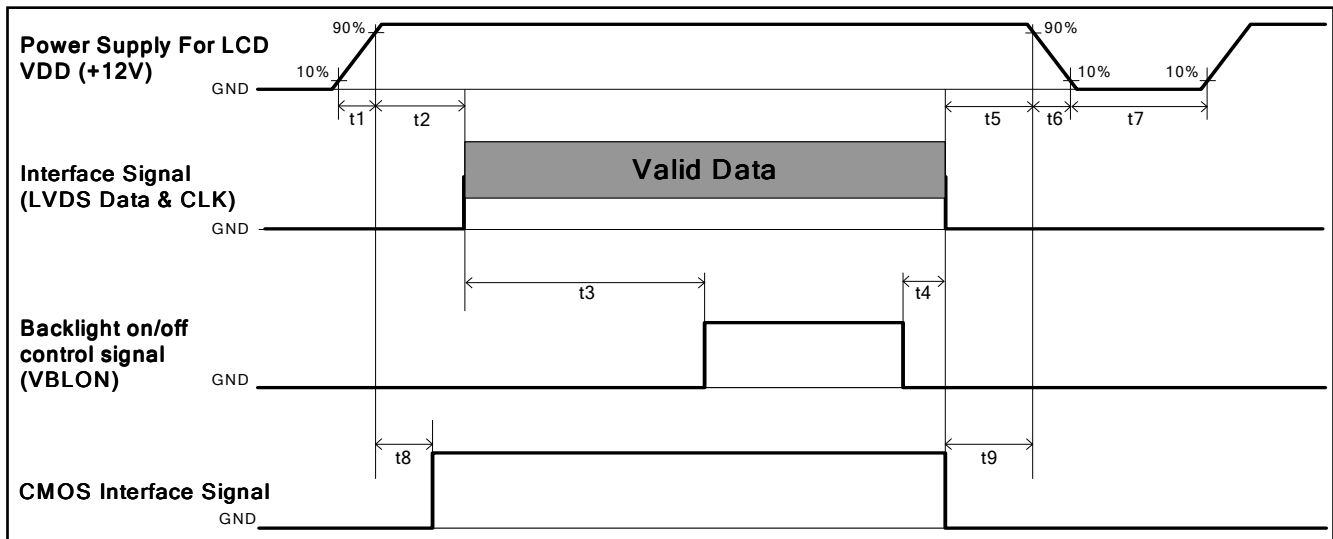 Power Supply For LCD
VDD (+12V)
90%
10%
GND
90%
10%
10%
t1
t2
t5
t6
t7
Interface Signal
(LVDS Data & CLK)
GND
Valid Data
t3
t4
Backlight on/off
control signal
(VBLON)
GND
t8
t9
CMOS Interface Signal
GND